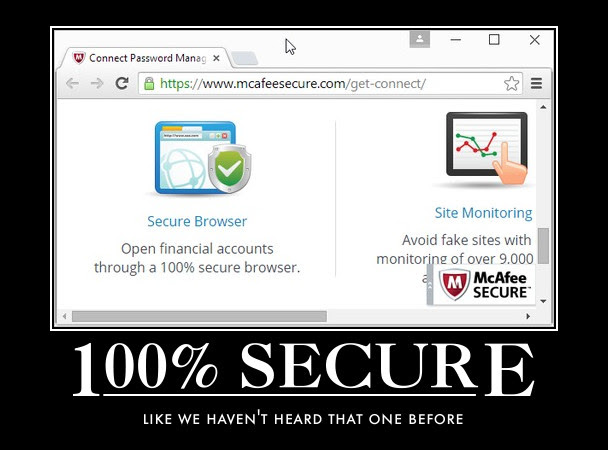 Connect Password Manag
https://www.mcafeesecure.com/get-connect/
Secure Browser
Open financial accounts
through a 100% secure browser.
Site Monitoring
Avoid fake sites with
monitoring of over 9.000
McAfee
SECURE™
100% SECURE
LIKE WE HAVEN'T HEARD THAT ONE BEFORE